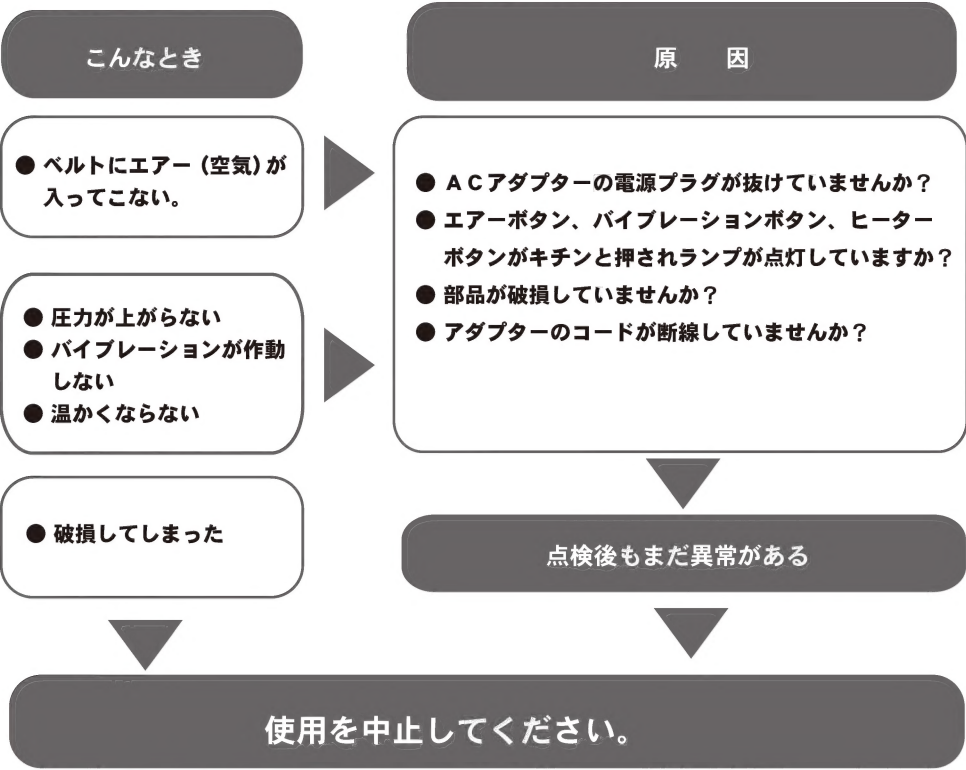 こんなとき
原　因
● ベルトにエアー（空気）が
入ってこない。
● 圧力が上がらない
● バイブレーションが作動
しない
● 温かくならない
● 破損してしまった
● ＡＣアダプターの電源プラグが抜けていませんか？
● エアーボタン、バイブレーションボタン、ヒーター
ボタンがキチンと押されランプが点灯していますか？
● 部品が破損していませんか？
● アダプターのコードが断線していませんか？
点検後もまだ異常がある
使用を中止してください。